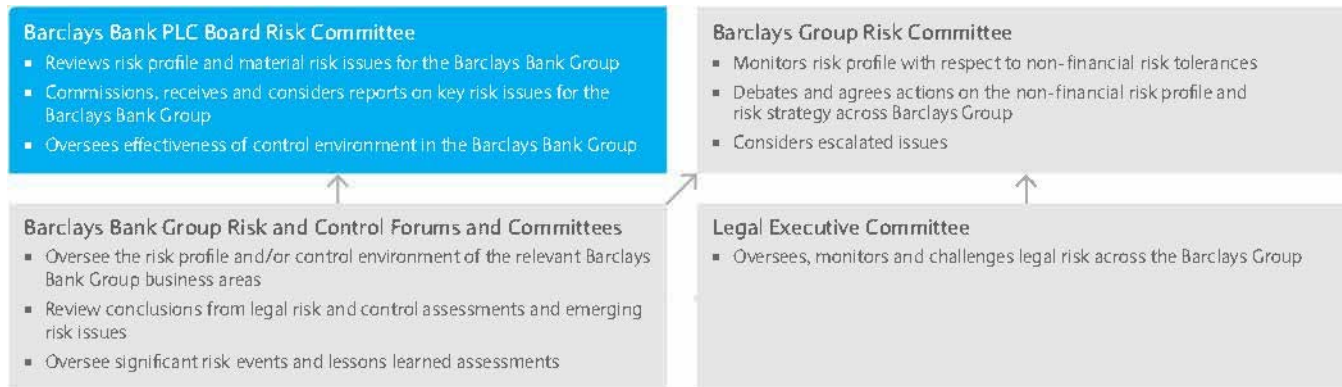 Barclays Bank PLC Board Risk Committee
▪ Reviews risk profile and material risk issues for the Barclays Bank Group
▪ Commissions, receives and considers reports on key risk issues for the
Barclays Bank Group
▪ Oversees effectiveness of control environment in the Barclays Bank Group
Barclays Group Risk Committee
▪ Monitors risk profile with respect to non-financial risk tolerances
▪ Debates and agrees actions on the non-financial risk profile and
risk strategy across Barclays Group
▪ Considers escalated issues
Barclays Bank Group Risk and Control Forums and Committees
▪ Oversee the risk profile and/or control environment of the relevant Barclays
Bank Group business areas
▪ Review conclusions from legal risk and control assessments and emerging
risk issues
▪ Oversee significant risk events and lessons learned assessments
Legal Executive Committee
▪ Oversees, monitors and challenges legal risk across the Barclays Group